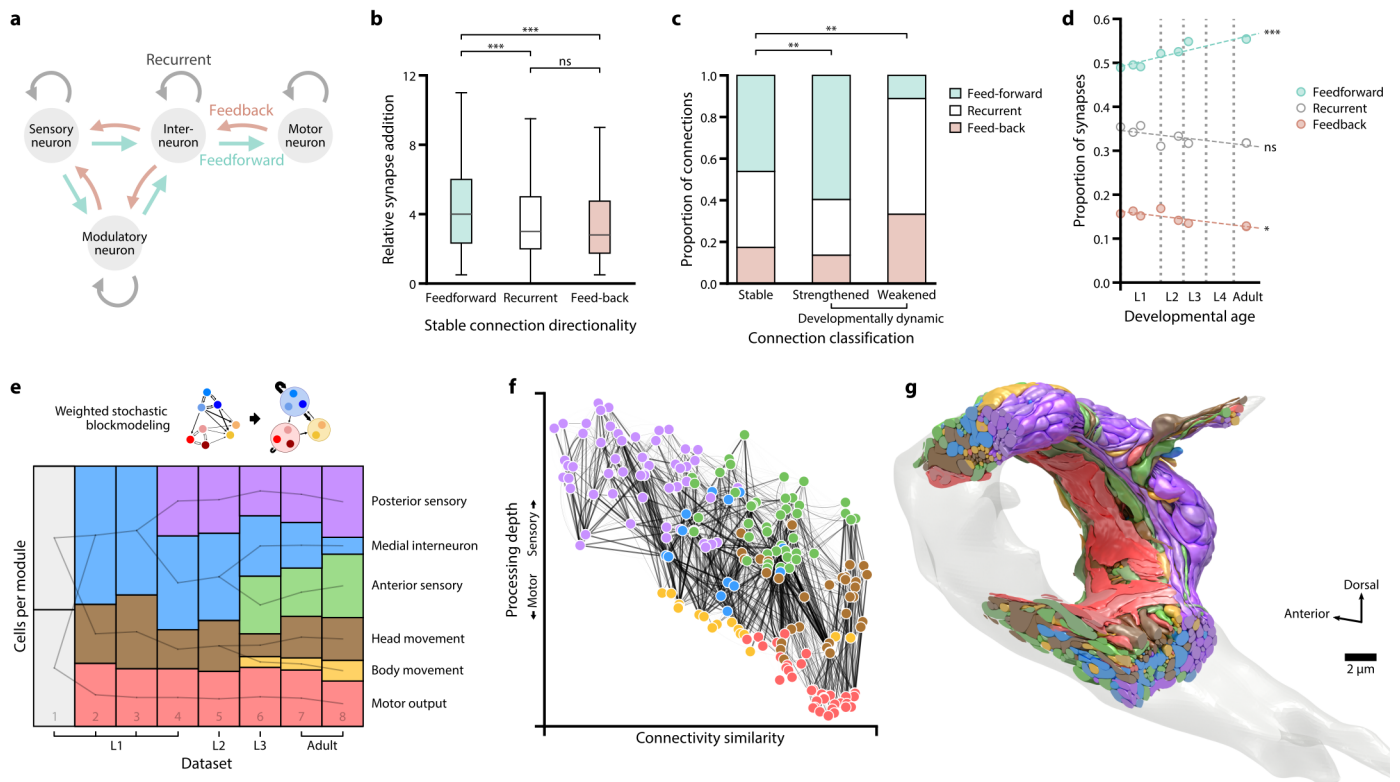 a
Recurrent
Feedback
Feedforward
Sensory
neuron
Inter-
neuron
Motor
neuron
Modulatory
neuron
b
***
***
ns
12
8
4
0
Relative synapse addition
Feedforward
Recurrent
Feed-back
Stable connection directionality
c
**
**
1.0
0.8
0.6
0.4
0.2
0.0
Proportion of connections
Feed-forward
Recurrent
Feed-back
Stable
Strengthened
Weakened
Developmentally dynamic
Connection classification
d
0.6
0.5
0.4
0.3
0.2
0.1
0.0
Proportion of synapses
***
ns
*
Feedforward
Recurrent
Feedback
L1
L2
L3
L4
Adult
Developmental age
e
Weighted stochastic
blockmodeling
Cells per module
Posterior sensory
Medial interneuron
Anterior sensory
Head movement
Body movement
Motor output
1
2
3
4
5
6
7
8
L1
L2
L3
Adult
Dataset
f
Processing depth
Motor
Sensory
Connectivity similarity
g
Dorsal
Anterior
2 μm